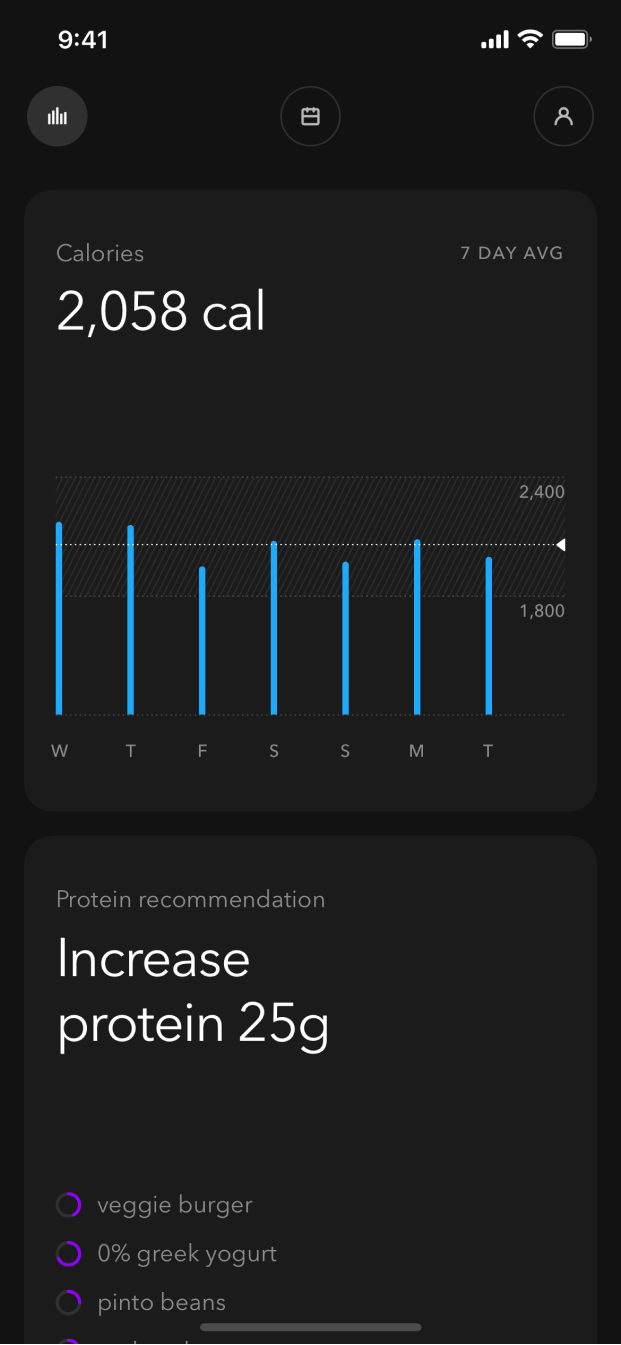 9:41
Calories
7 DAY AVG
2,058 cal
2,400
1,800
W T F S S M T
Protein recommendation
Increase
protein 25g
veggie burger
0% greek yogurt
pinto beans